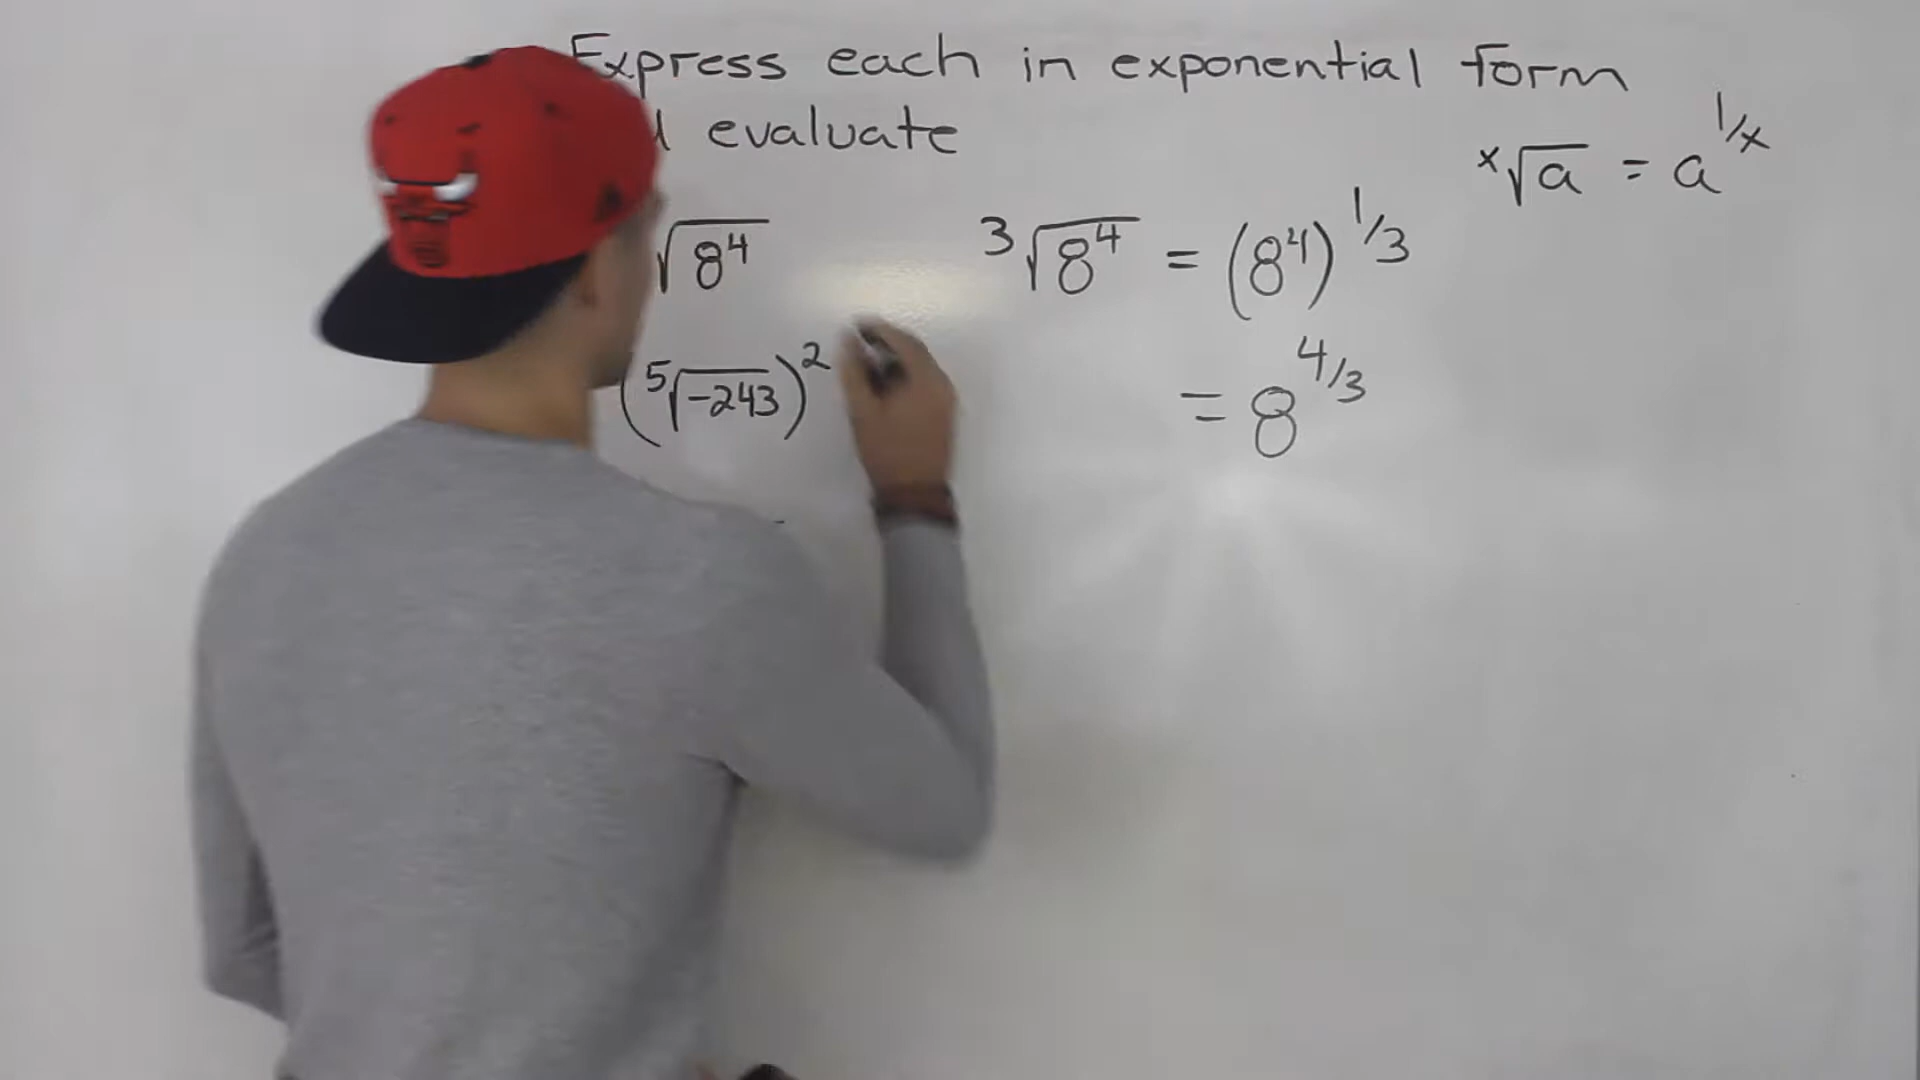 Express each in exponential form
evaluate
ˣ√a = a^1/x
√8⁴
³√8⁴ = (8⁴)^1/3
(⁵√-243)²
= 8^4/3